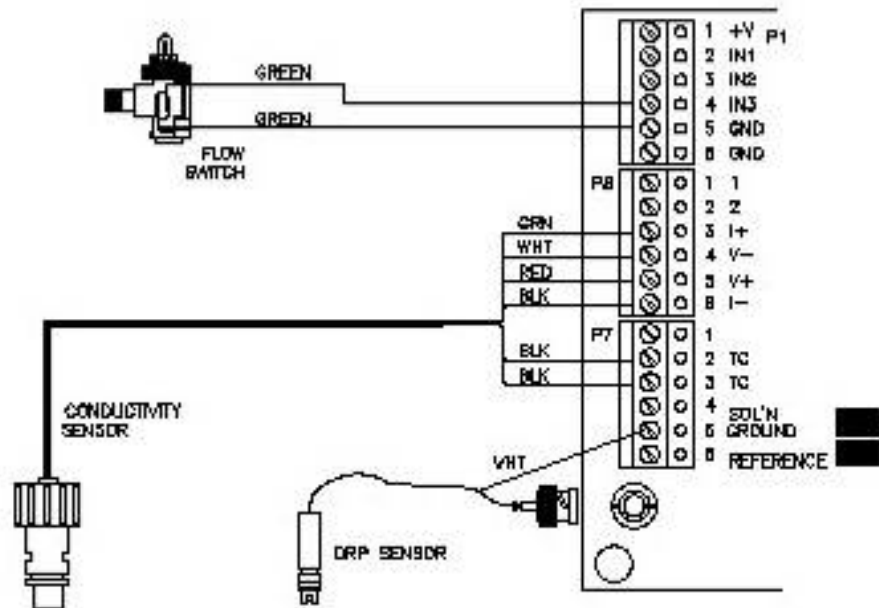 GREEN
GREEN
FLOW
SWITCH
1 +V P1
2 IN1
3 IN2
4 IN3
5 GND
6 GND
P8
1 1
2 2
GRN 3 I+
WHT 4 V-
RED 5 V+
BLK 6 I-
P7
1
BLK 2 TC
BLK 3 TC
4
SOL'N
5 GROUND
6 REFERENCE
CONDUCTIVITY
SENSOR
WHT
ORP SENSOR